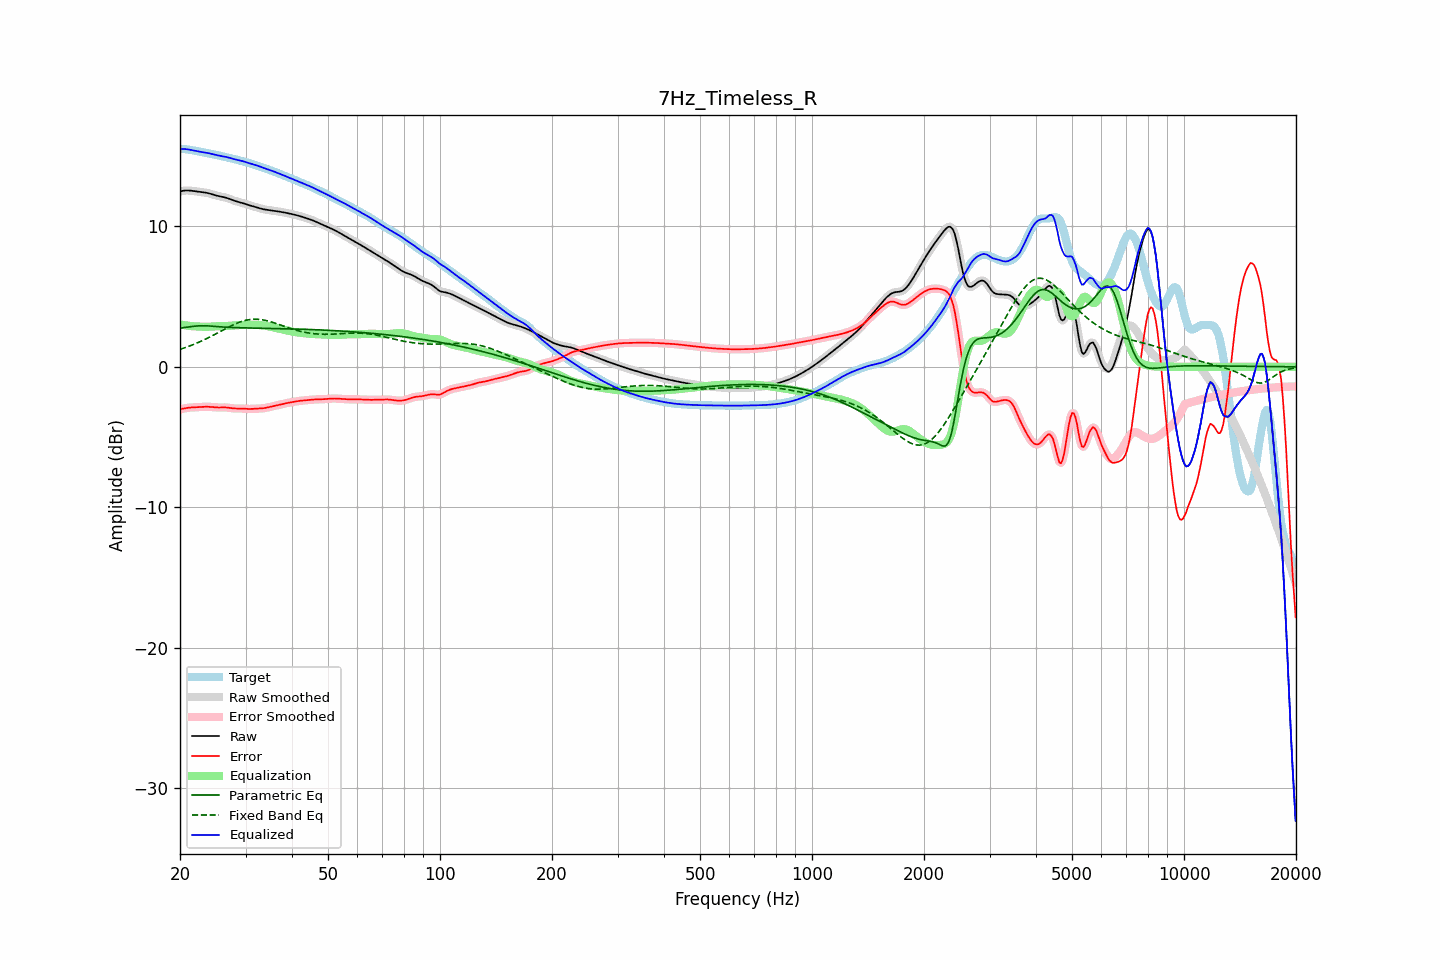 7Hz_Timeless_R
Amplitude (dBr)
10
0
−10
−20
−30
Target
Raw Smoothed
Error Smoothed
Raw
Error
Equalization
Parametric Eq
Fixed Band Eq
Equalized
20 50 100 200 500 1000 2000 5000 10000 20000
Frequency (Hz)